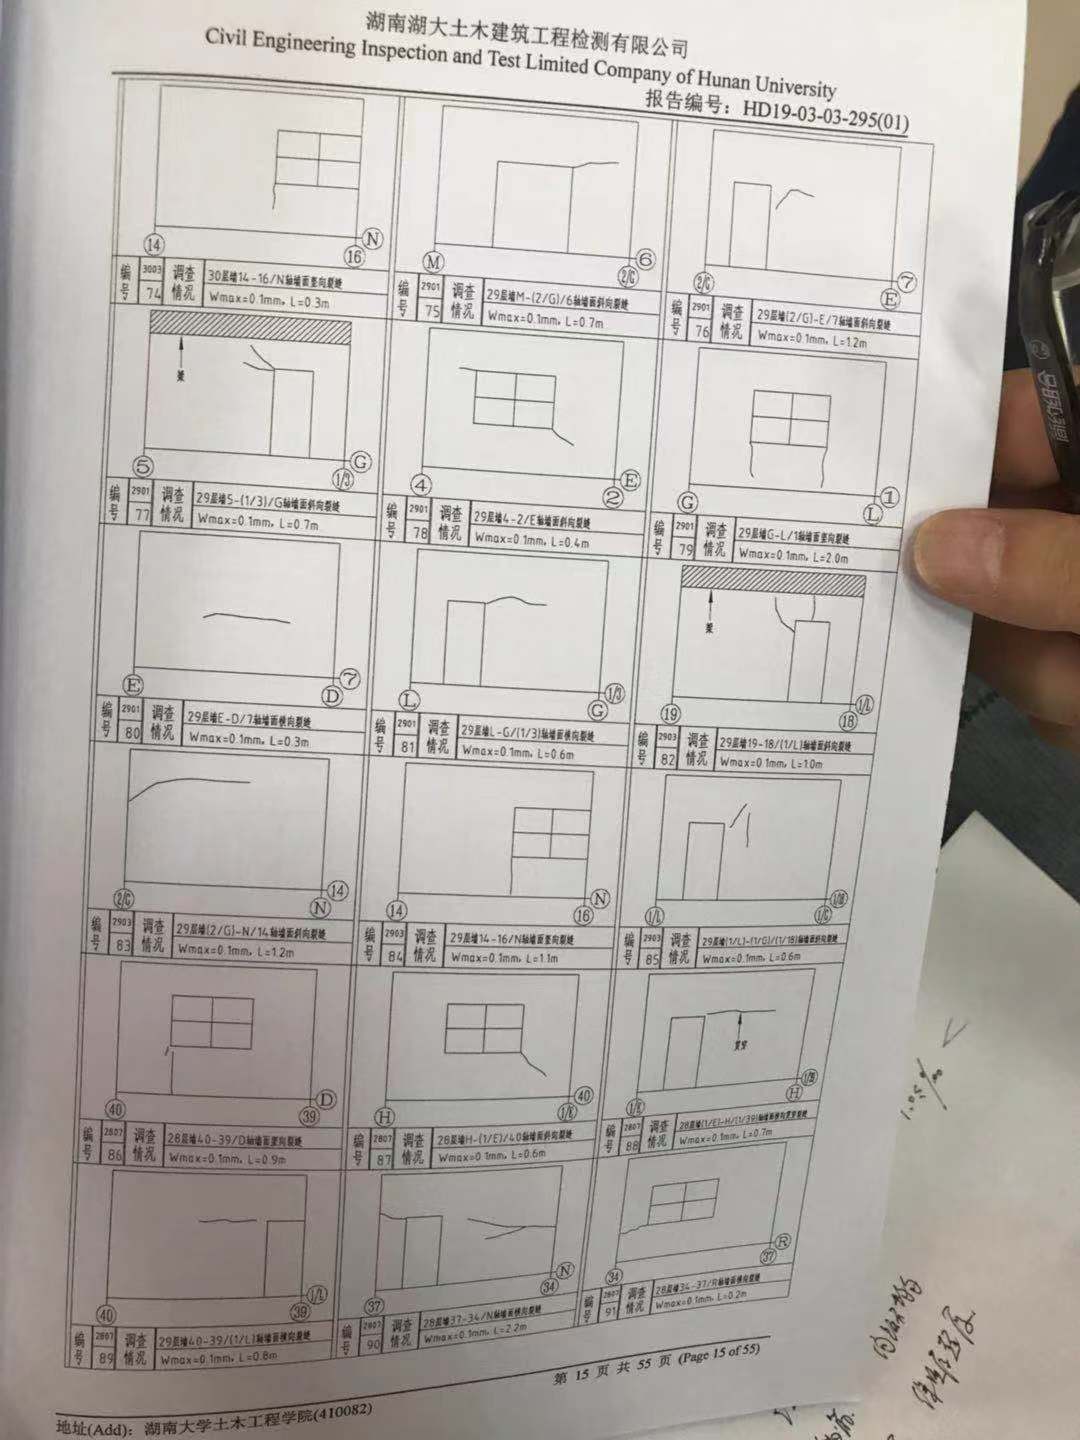 湖南湖大土木建筑工程检测有限公司
Civil Engineering Inspection and Test Limited Company of Hunan University
报告编号：HD19-03-03-295(01)
14 16 N
编号 3003 74 调查情况 30层墙14-16/N轴墙面竖向裂缝
Wmax=0.1mm, L=0.3m
M 2/G 6
编号 2901 75 调查情况 29层墙M-(2/G)/6轴墙面斜向裂缝
Wmax=0.1mm, L=0.7m
2/G E 7
编号 2901 76 调查情况 29层墙(2/G)-E/7轴墙面斜向裂缝
Wmax=0.1mm, L=1.2m
梁
5 1/3 G
编号 2901 77 调查情况 29层墙5-(1/3)/G轴墙面斜向裂缝
Wmax=0.1mm, L=0.7m
4 2 E
编号 2901 78 调查情况 29层墙4-2/E轴墙面斜向裂缝
Wmax=0.1mm, L=0.4m
G L 1
编号 2901 79 调查情况 29层墙G-L/1轴墙面竖向裂缝
Wmax=0.1mm, L=2.0m
E D 7
编号 2901 80 调查情况 29层墙E-D/7轴墙面横向裂缝
Wmax=0.1mm, L=0.3m
L G 1/3
编号 2901 81 调查情况 29层墙L-G/(1/3)轴墙面横向裂缝
Wmax=0.1mm, L=0.6m
梁
19 18 1/L
编号 2903 82 调查情况 29层墙19-18/(1/L)轴墙面斜向裂缝
Wmax=0.1mm, L=1.0m
2/G N 14
编号 2903 83 调查情况 29层墙(2/G)-N/14轴墙面斜向裂缝
Wmax=0.1mm, L=1.2m
14 16 N
编号 2903 84 调查情况 29层墙14-16/N轴墙面竖向裂缝
Wmax=0.1mm, L=1.1m
1/L 1/G 1/18
编号 2903 85 调查情况 29层墙(1/L)-(1/G)/(1/18)轴墙面斜向裂缝
Wmax=0.1mm, L=0.6m
40 39 D
编号 2807 86 调查情况 28层墙40-39/D轴墙面竖向裂缝
Wmax=0.1mm, L=0.9m
H 1/E 40
编号 2807 87 调查情况 28层墙H-(1/E)/40轴墙面斜向裂缝
Wmax=0.1mm, L=0.6m
贯穿
1/E H
编号 2807 88 调查情况 28层墙(1/E)-H/(1/39)轴墙面横向贯穿裂缝
Wmax=0.1mm, L=0.7m
40 39 1/L
编号 2807 89 调查情况 29层墙40-39/(1/L)轴墙面横向裂缝
Wmax=0.1mm, L=0.8m
37 34 N
编号 2807 90 调查情况 28层墙37-34/N轴墙面横向裂缝
Wmax=0.1mm, L=2.2m
34 37 R
编号 2807 91 调查情况 28层墙34-37/R轴墙面横向裂缝
Wmax=0.1mm, L=0.2m
第 15 页 共 55 页 (Page 15 of 55)
地址(Add)：湖南大学土木工程学院(410082)